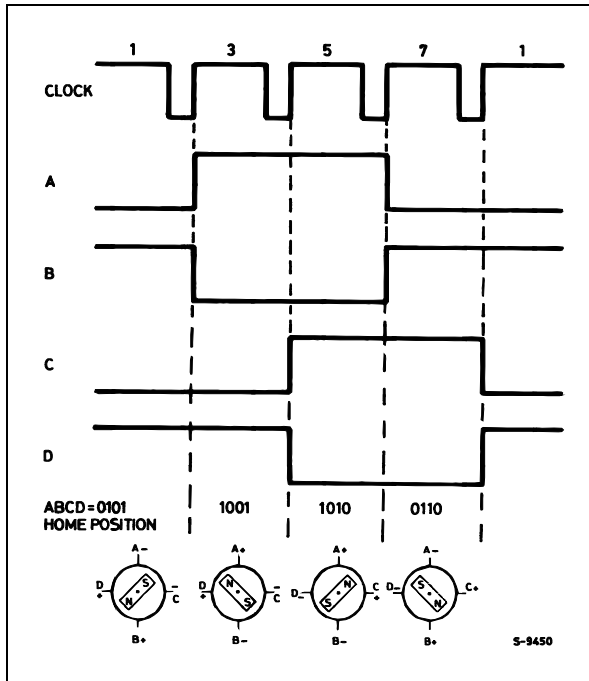 1 3 5 7 1
CLOCK
A
B
C
D
ABCD=0101 1001 1010 0110
HOME POSITION
A- A+ A+ A-
D S - D N - D- N C D- S C+
+ N C + S C S + N
B+ B- B- B+
S-9450